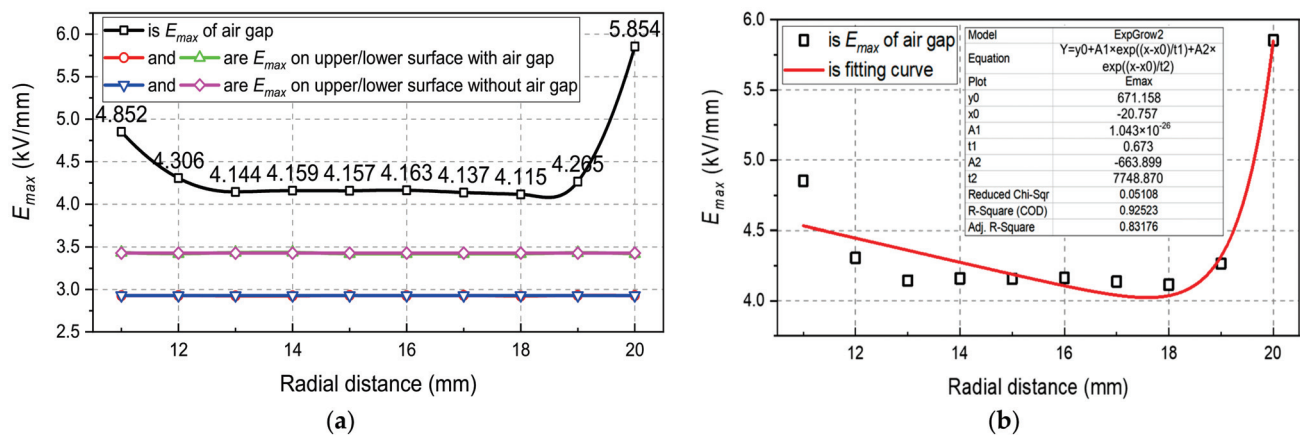 6.0
5.5
5.0
4.5
4.0
3.5
3.0
2.5
E_max (kV/mm)
is E_max of air gap
and are E_max on upper/lower surface with air gap
and are E_max on upper/lower surface without air gap
4.852
4.306
4.144
4.159
4.157
4.163
4.137
4.115
4.265
5.854
12
14
16
18
20
Radial distance (mm)
(a)
6.0
5.5
5.0
4.5
4.0
E_max (kV/mm)
is E_max of air gap
is fitting curve
Model ExpGrow2
Equation Y=y0+A1×exp((x-x0)/t1)+A2×
exp((x-x0)/t2)
Plot Emax
y0 671.158
x0 -20.757
A1 1.043×10⁻²⁶
t1 0.673
A2 -663.899
t2 7748.870
Reduced Chi-Sqr 0.05108
R-Square (COD) 0.92523
Adj. R-Square 0.83176
12
14
16
18
20
Radial distance (mm)
(b)